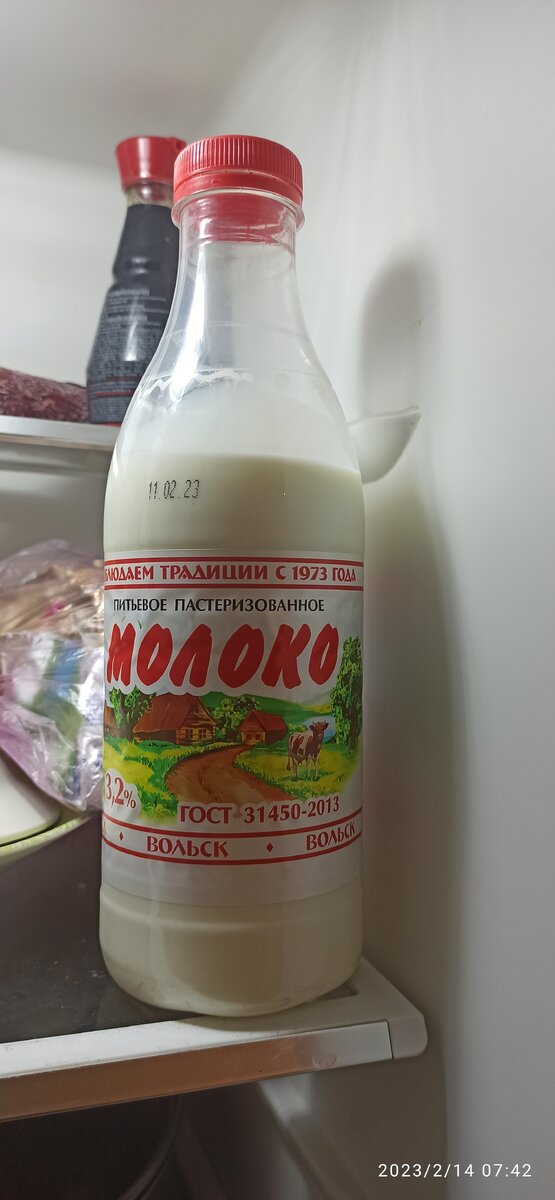 11.02.23
БЛЮДАЕМ ТРАДИЦИИ С 1973 ГОДА
ПИТЬЕВОЕ ПАСТЕРИЗОВАННОЕ
МОЛОКО
3,2%
ГОСТ 31450-2013
К ♦ ВОЛЬСК ♦ ВОЛЬСК
2023/2/14 07:42